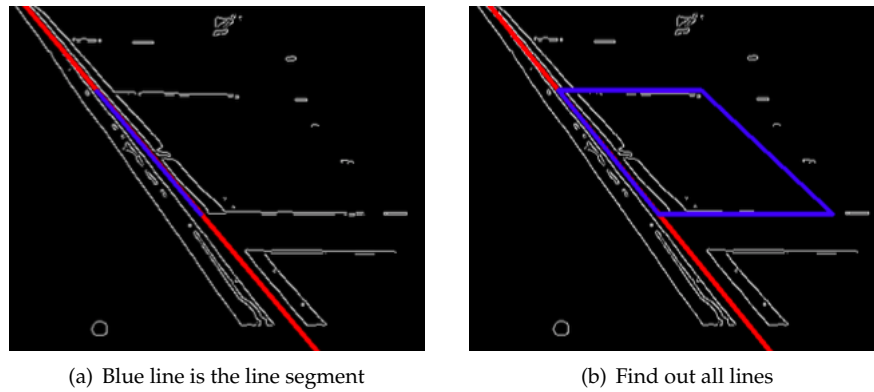 (a) Blue line is the line segment
(b) Find out all lines